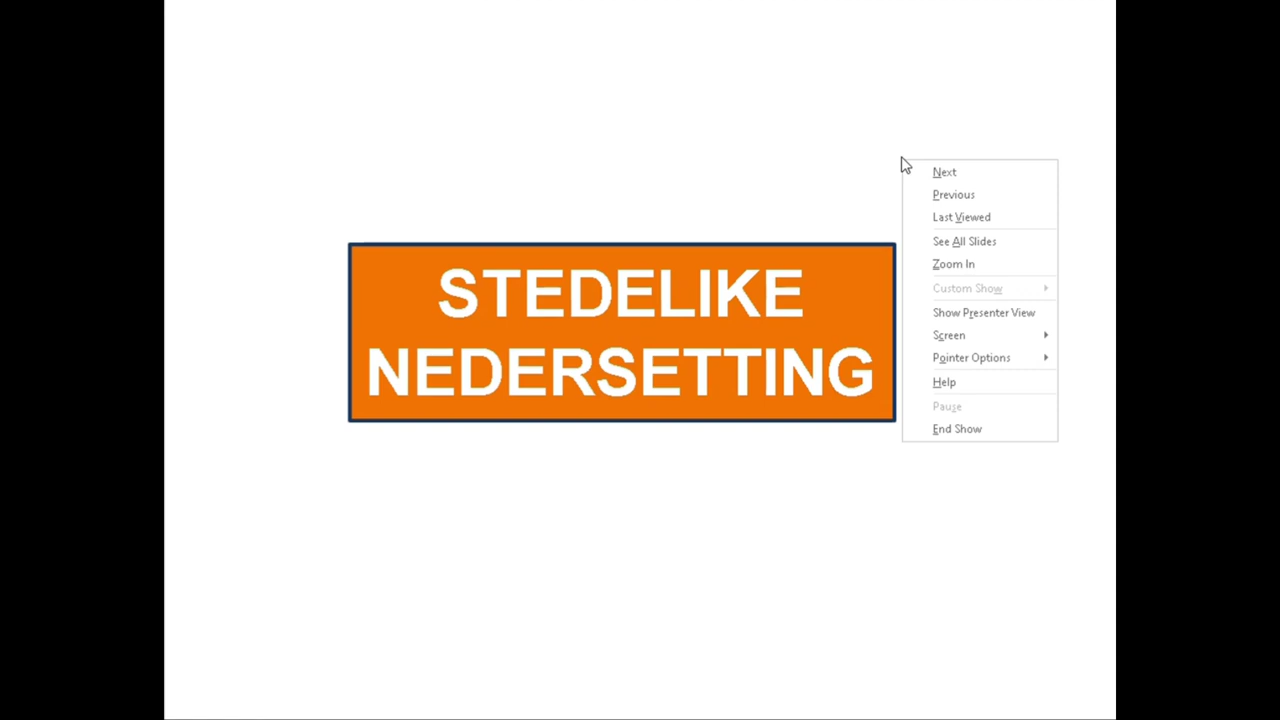 STEDELIKE
NEDERSETTING
Next
Previous
Last Viewed
See All Slides
Zoom In
Custom Show
Show Presenter View
Screen
Pointer Options
Help
Pause
End Show